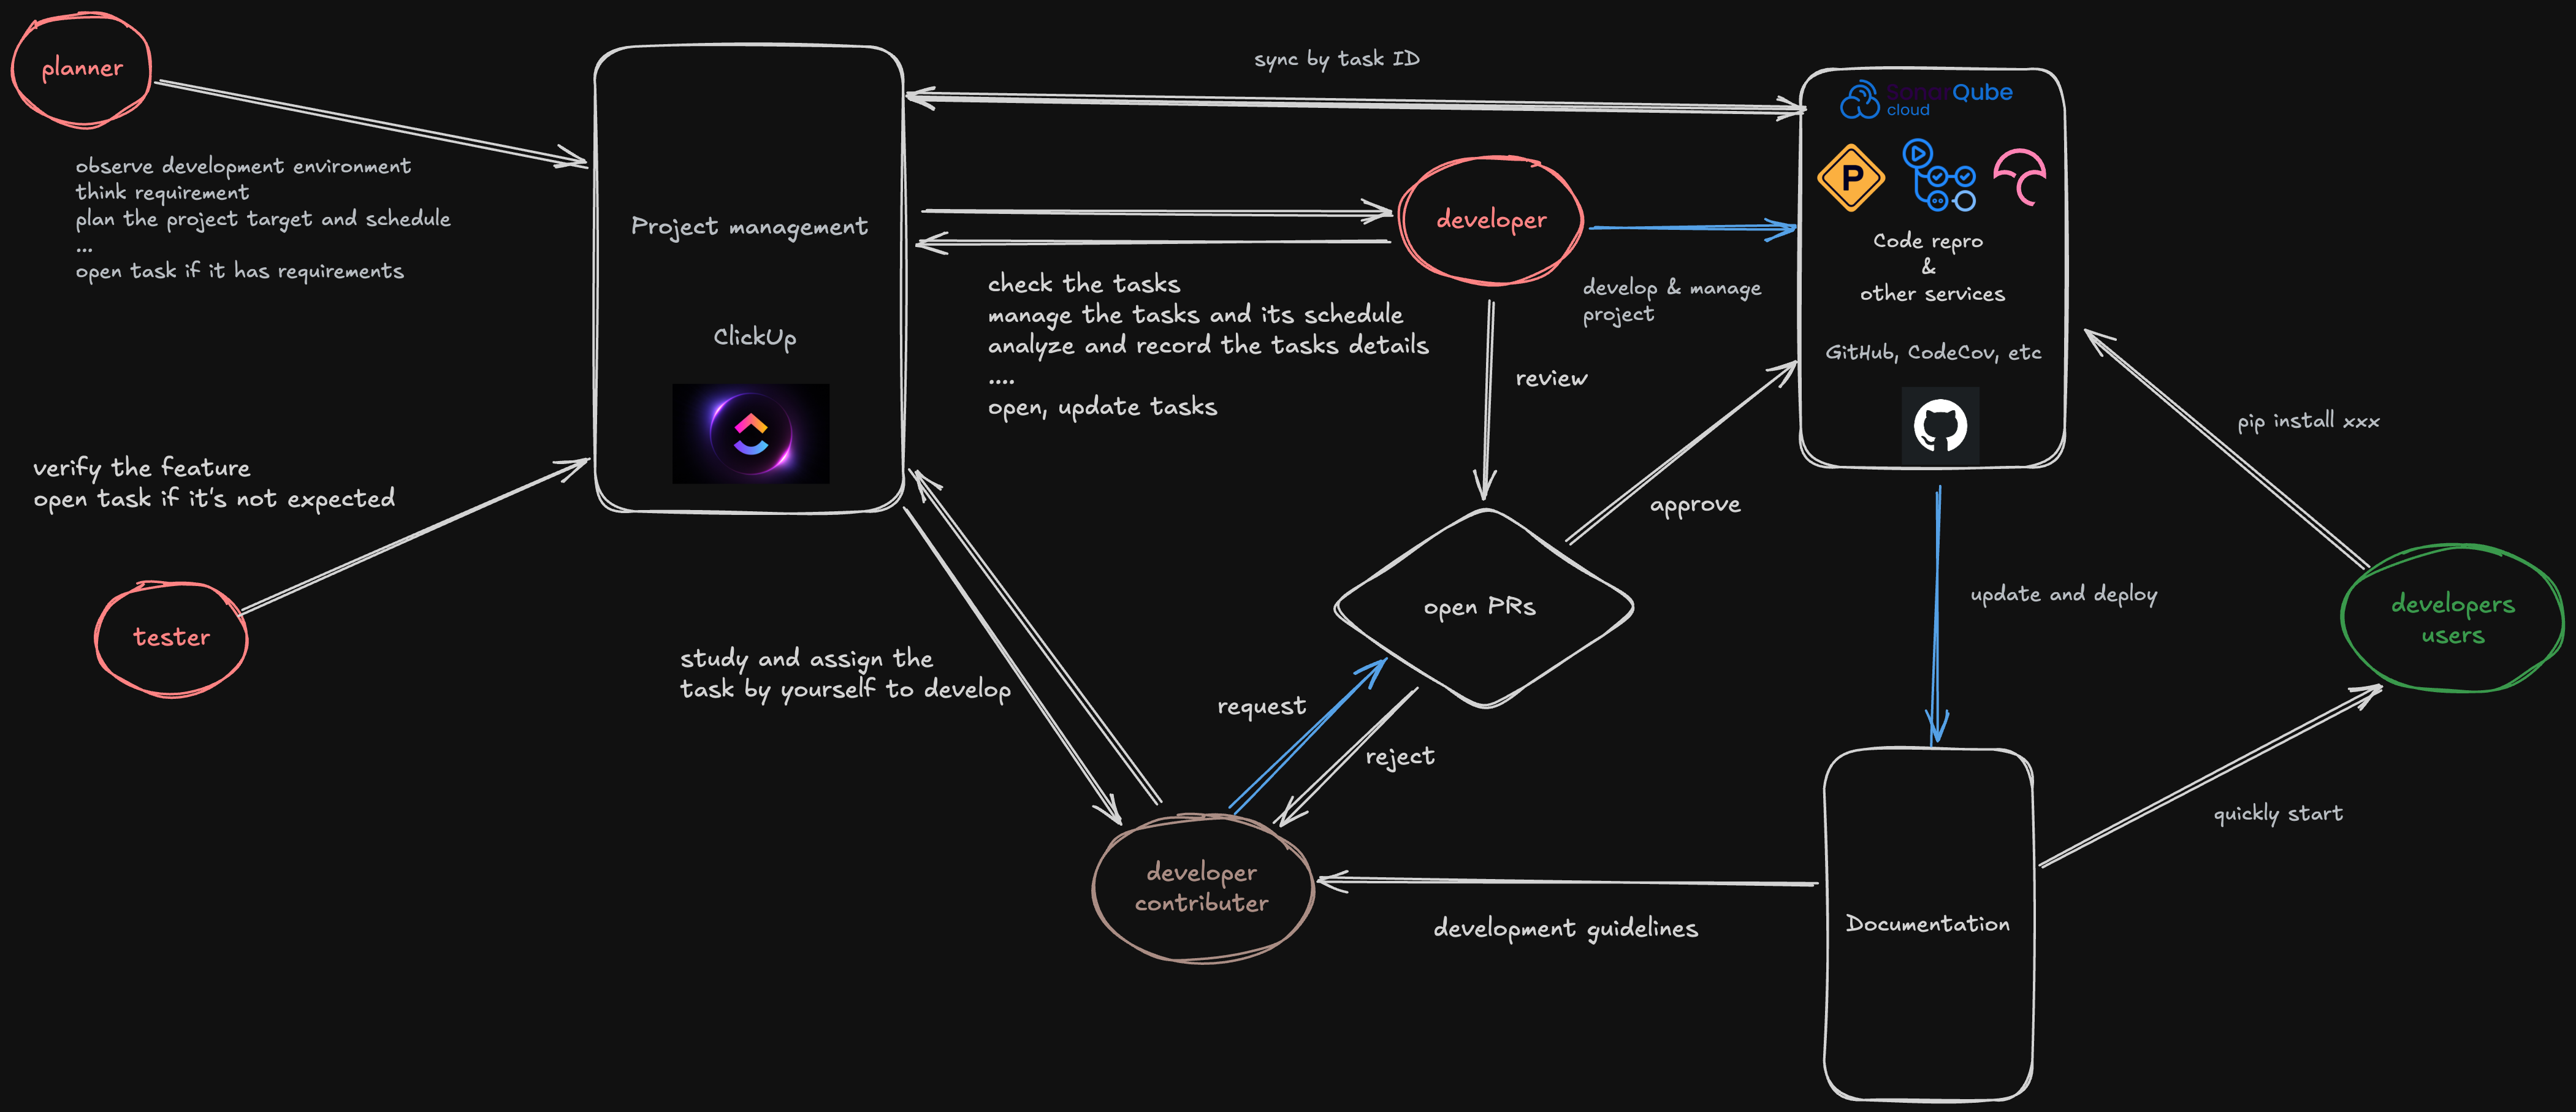 planner
observe development environment
think requirement
plan the project target and schedule
...
open task if it has requirements
verify the feature
open task if it's not expected
tester
Project management
ClickUp
sync by task ID
developer
check the tasks
manage the tasks and its schedule
analyze and record the tasks details
....
open, update tasks
develop & manage
project
review
SonarQube
cloud
P
Code repro
&
other services
GitHub, CodeCov, etc
approve
open PRs
request
reject
study and assign the
task by yourself to develop
developer
contributer
development guidelines
update and deploy
Documentation
pip install xxx
developers
users
quickly start